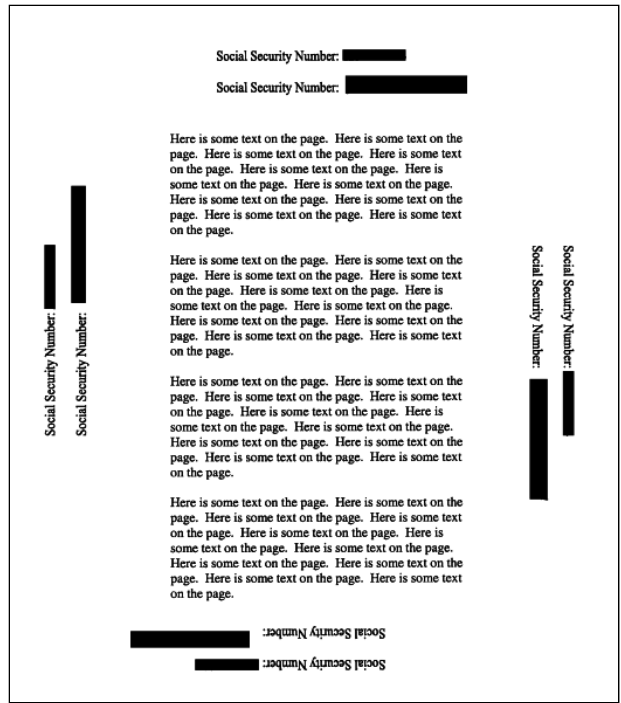 Social Security Number:
Social Security Number:
Here is some text on the page. Here is some text on the
page. Here is some text on the page. Here is some text
on the page. Here is some text on the page. Here is
some text on the page. Here is some text on the page.
Here is some text on the page. Here is some text on the
page. Here is some text on the page. Here is some text
on the page.
Here is some text on the page. Here is some text on the
page. Here is some text on the page. Here is some text
on the page. Here is some text on the page. Here is
some text on the page. Here is some text on the page.
Here is some text on the page. Here is some text on the
page. Here is some text on the page. Here is some text
on the page.
Here is some text on the page. Here is some text on the
page. Here is some text on the page. Here is some text
on the page. Here is some text on the page. Here is
some text on the page. Here is some text on the page.
Here is some text on the page. Here is some text on the
page. Here is some text on the page. Here is some text
on the page.
Here is some text on the page. Here is some text on the
page. Here is some text on the page. Here is some text
on the page. Here is some text on the page. Here is
some text on the page. Here is some text on the page.
Here is some text on the page. Here is some text on the
page. Here is some text on the page. Here is some text
on the page.
Social Security Number:
Social Security Number:
Social Security Number:
Social Security Number:
Social Security Number:
Social Security Number: